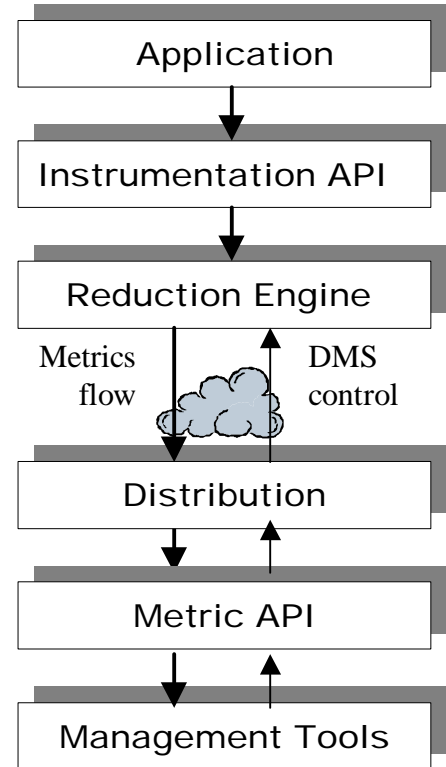 Application
Instrumentation API
Reduction Engine
Metrics
flow
DMS
control
Distribution
Metric API
Management Tools